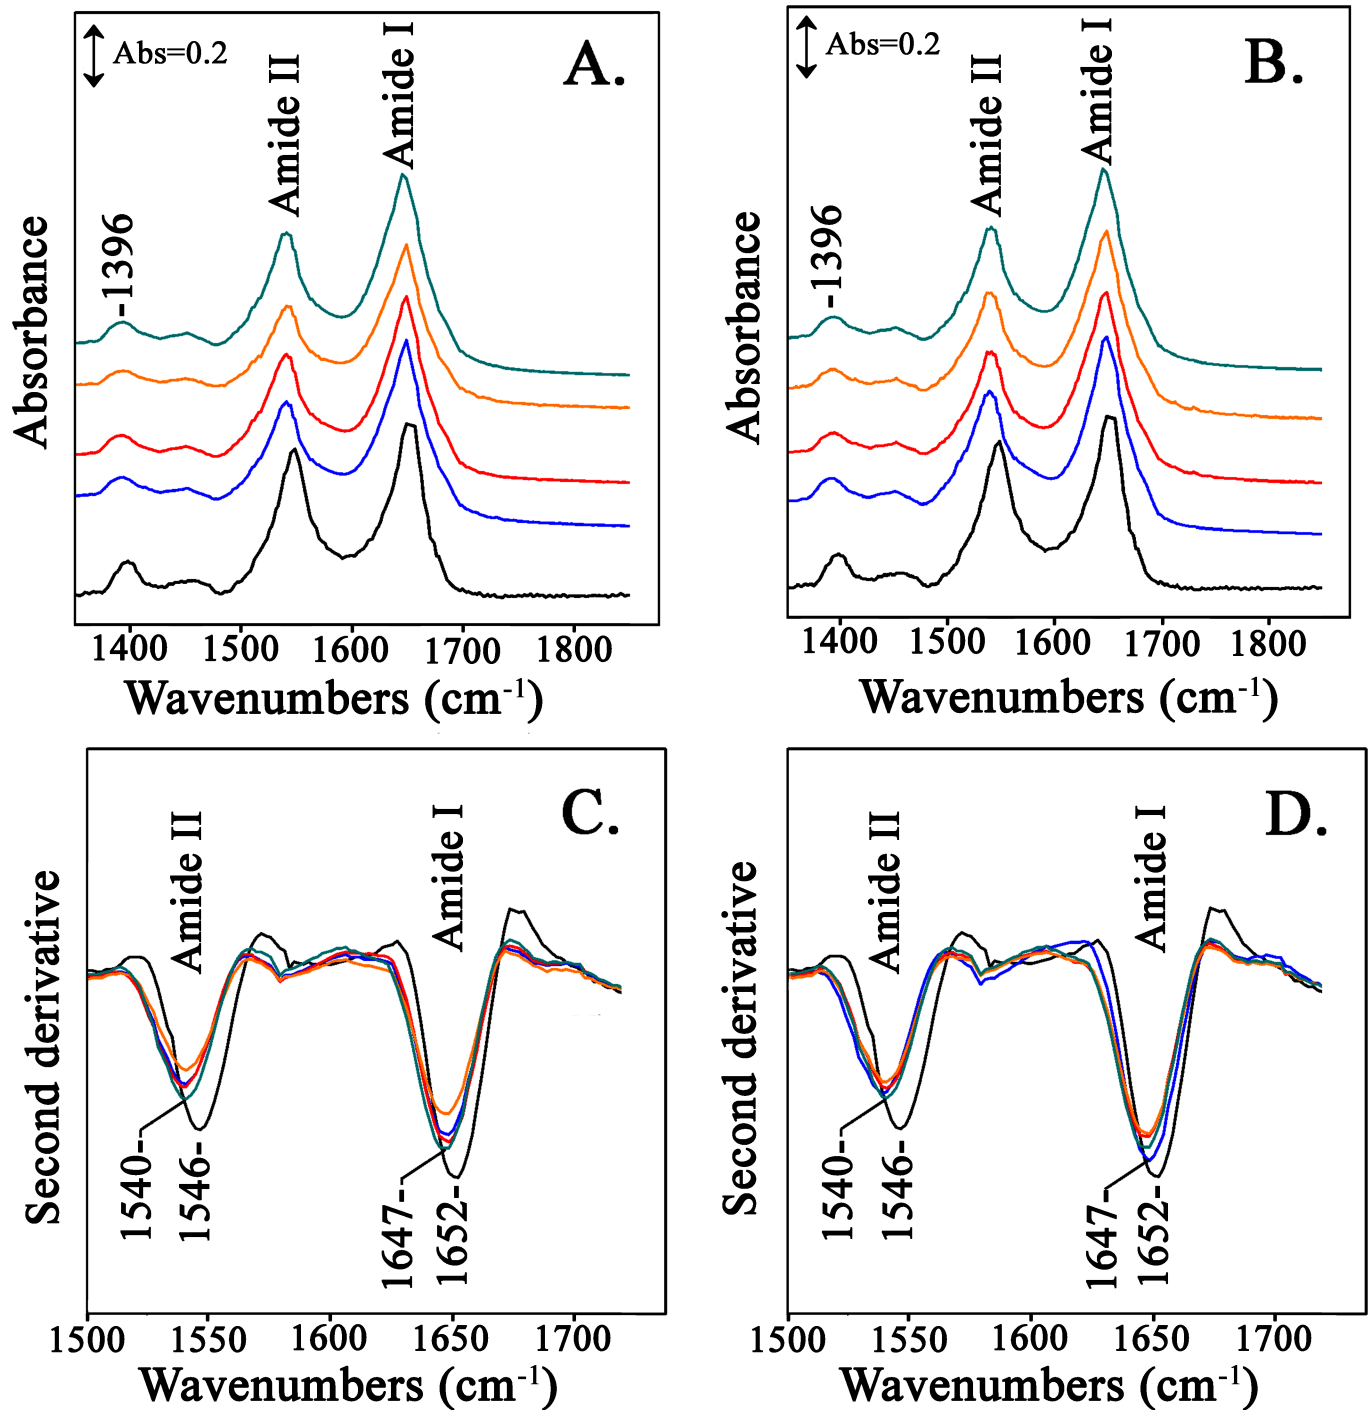 Abs=0.2
A.
Amide I
Amide II
-1396
Absorbance
1400 1500 1600 1700 1800
Wavenumbers (cm-1)
Abs=0.2
B.
Amide I
Amide II
-1396
Absorbance
1400 1500 1600 1700 1800
Wavenumbers (cm-1)
C.
Amide II
Amide I
Second derivative
1540-
1546-
1647-
1652-
1500 1550 1600 1650 1700
Wavenumbers (cm-1)
D.
Amide II
Amide I
Second derivative
1540-
1546-
1647-
1652-
1500 1550 1600 1650 1700
Wavenumbers (cm-1)